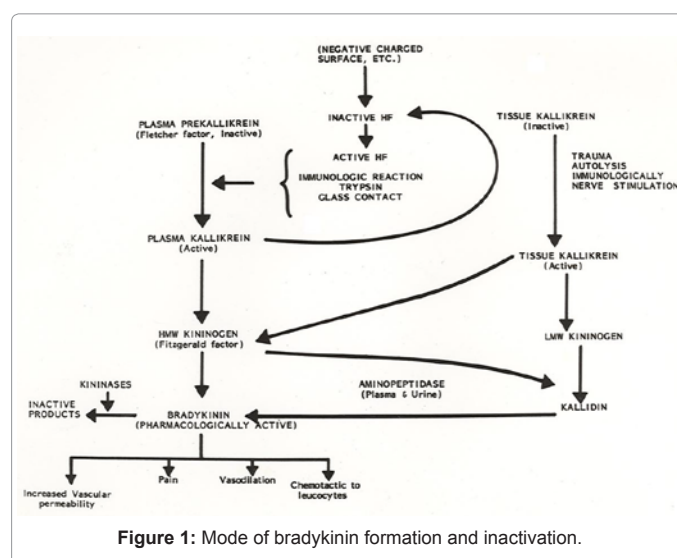 (NEGATIVE CHARGED
SURFACE, ETC.)
INACTIVE HF
PLASMA PREKALLIKREIN
(Fletcher factor, Inactive)
TISSUE KALLIKREIN
(Inactive)
ACTIVE HF
IMMUNOLOGIC REACTION
TRYPSIN
GLASS CONTACT
TRAUMA
AUTOLYSIS
IMMUNOLOGICALLY
NERVE STIMULATION
PLASMA KALLIKREIN
(Active)
TISSUE KALLIKREIN
(Active)
HMW KININOGEN
(Fitzgerald factor)
LMW KININOGEN
KININASES
AMINOPEPTIDASE
(Plasma & Urine)
KALLIDIN
INACTIVE
PRODUCTS
BRADYKININ
(PHARMACOLOGICALLY ACTIVE)
Increased Vascular
permeability
Pain
Vasodilation
Chemotactic to
leucocytes
Figure 1: Mode of bradykinin formation and inactivation.